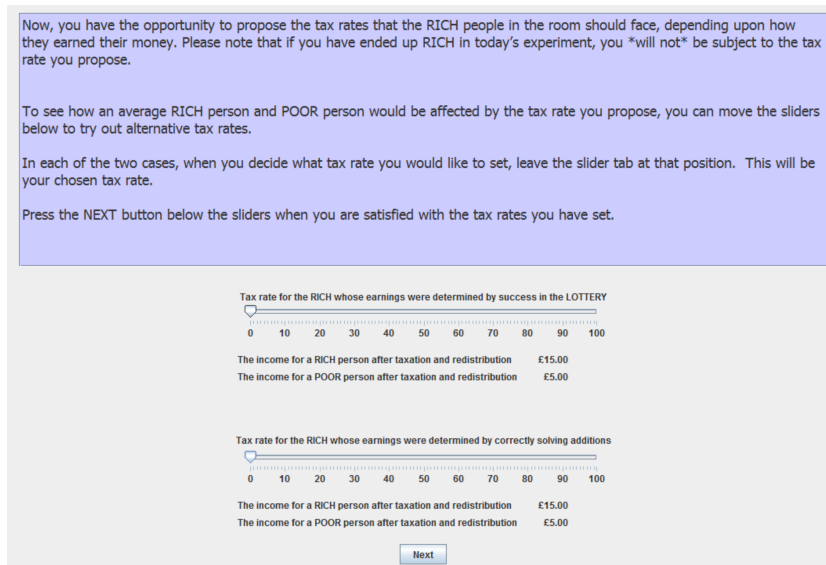 Now, you have the opportunity to propose the tax rates that the RICH people in the room should face, depending upon how
they earned their money. Please note that if you have ended up RICH in today's experiment, you *will not* be subject to the tax
rate you propose.
To see how an average RICH person and POOR person would be affected by the tax rate you propose, you can move the sliders
below to try out alternative tax rates.
In each of the two cases, when you decide what tax rate you would like to set, leave the slider tab at that position.  This will be
your chosen tax rate.
Press the NEXT button below the sliders when you are satisfied with the tax rates you have set.
Tax rate for the RICH whose earnings were determined by success in the LOTTERY
0 10 20 30 40 50 60 70 80 90 100
The income for a RICH person after taxation and redistribution £15.00
The income for a POOR person after taxation and redistribution £5.00
Tax rate for the RICH whose earnings were determined by correctly solving additions
0 10 20 30 40 50 60 70 80 90 100
The income for a RICH person after taxation and redistribution £15.00
The income for a POOR person after taxation and redistribution £5.00
Next